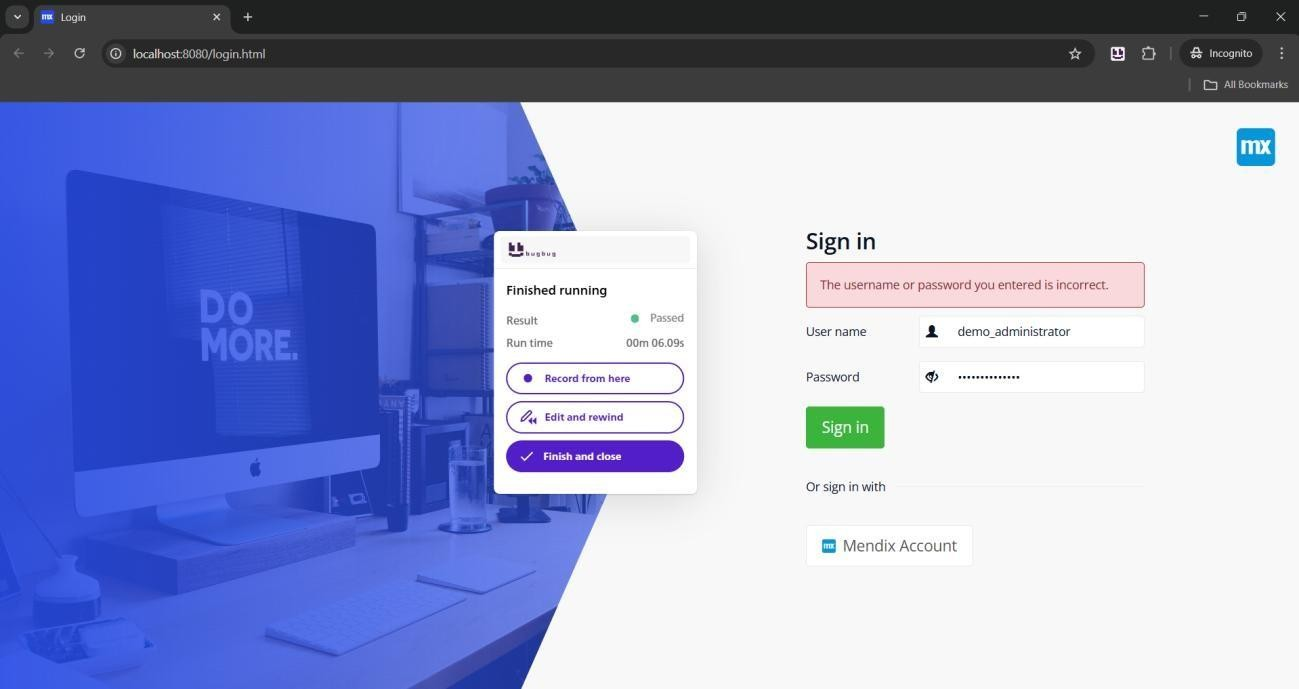 mx Login
localhost:8080/login.html
Incognito
All Bookmarks
mx
DO
MORE.
bugbug
Finished running
Result Passed
Run time 00m 06.09s
Record from here
Edit and rewind
Finish and close
Sign in
The username or password you entered is incorrect.
User name demo_administrator
Password ••••••••••••••
Sign in
Or sign in with
mx Mendix Account